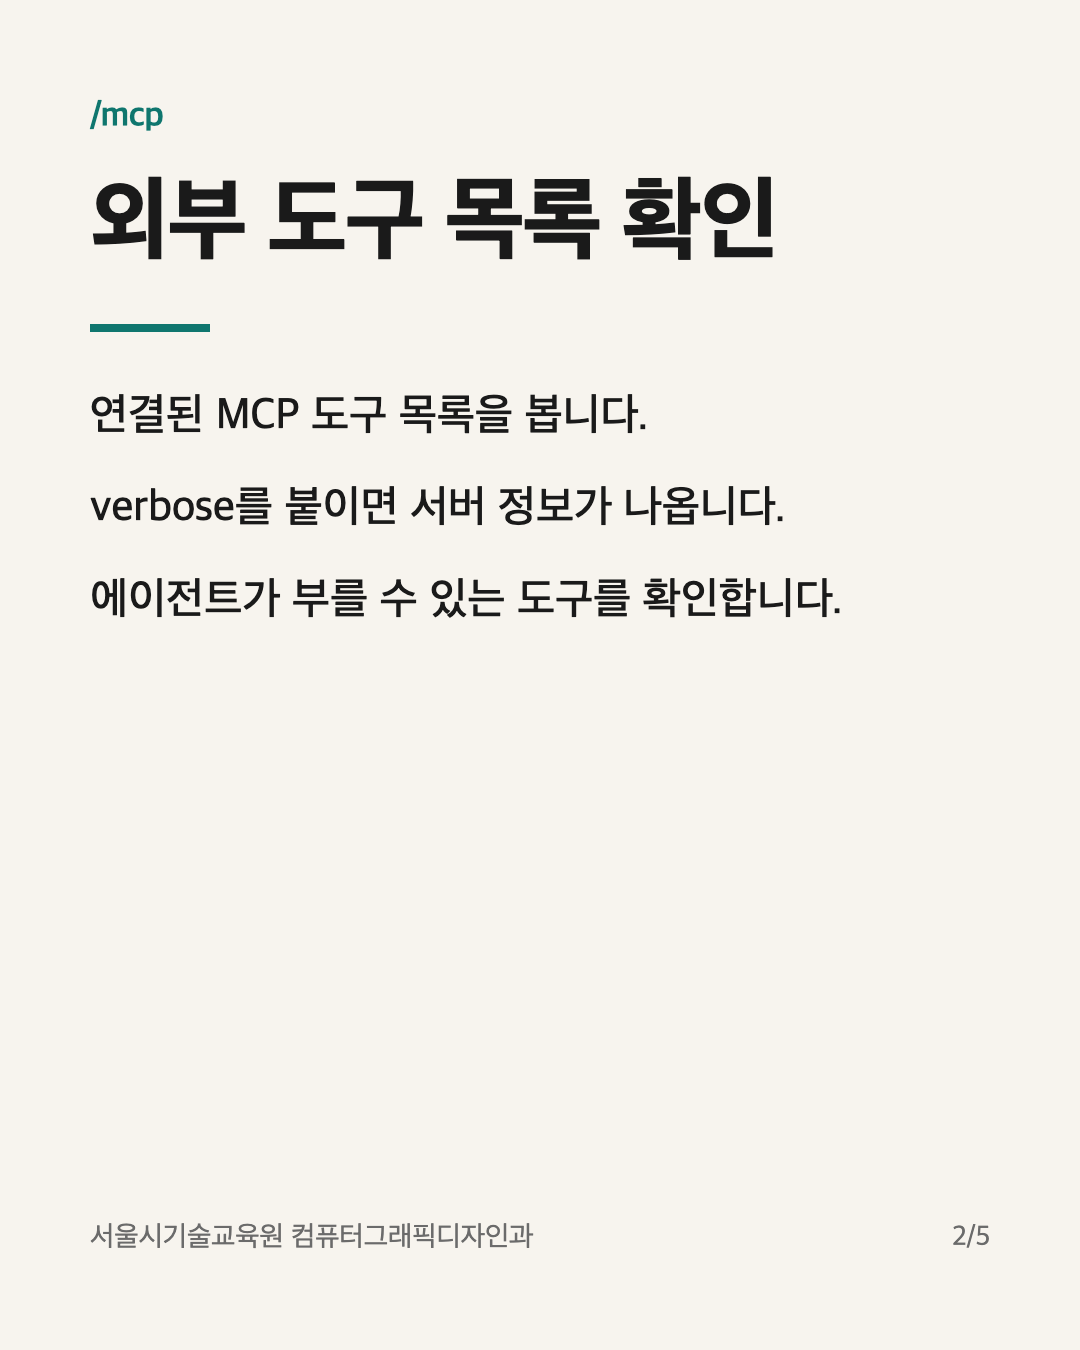 /mcp
외부 도구 목록 확인
연결된 MCP 도구 목록을 봅니다.
verbose를 붙이면 서버 정보가 나옵니다.
에이전트가 부를 수 있는 도구를 확인합니다.
서울시기술교육원 컴퓨터그래픽디자인과
2/5